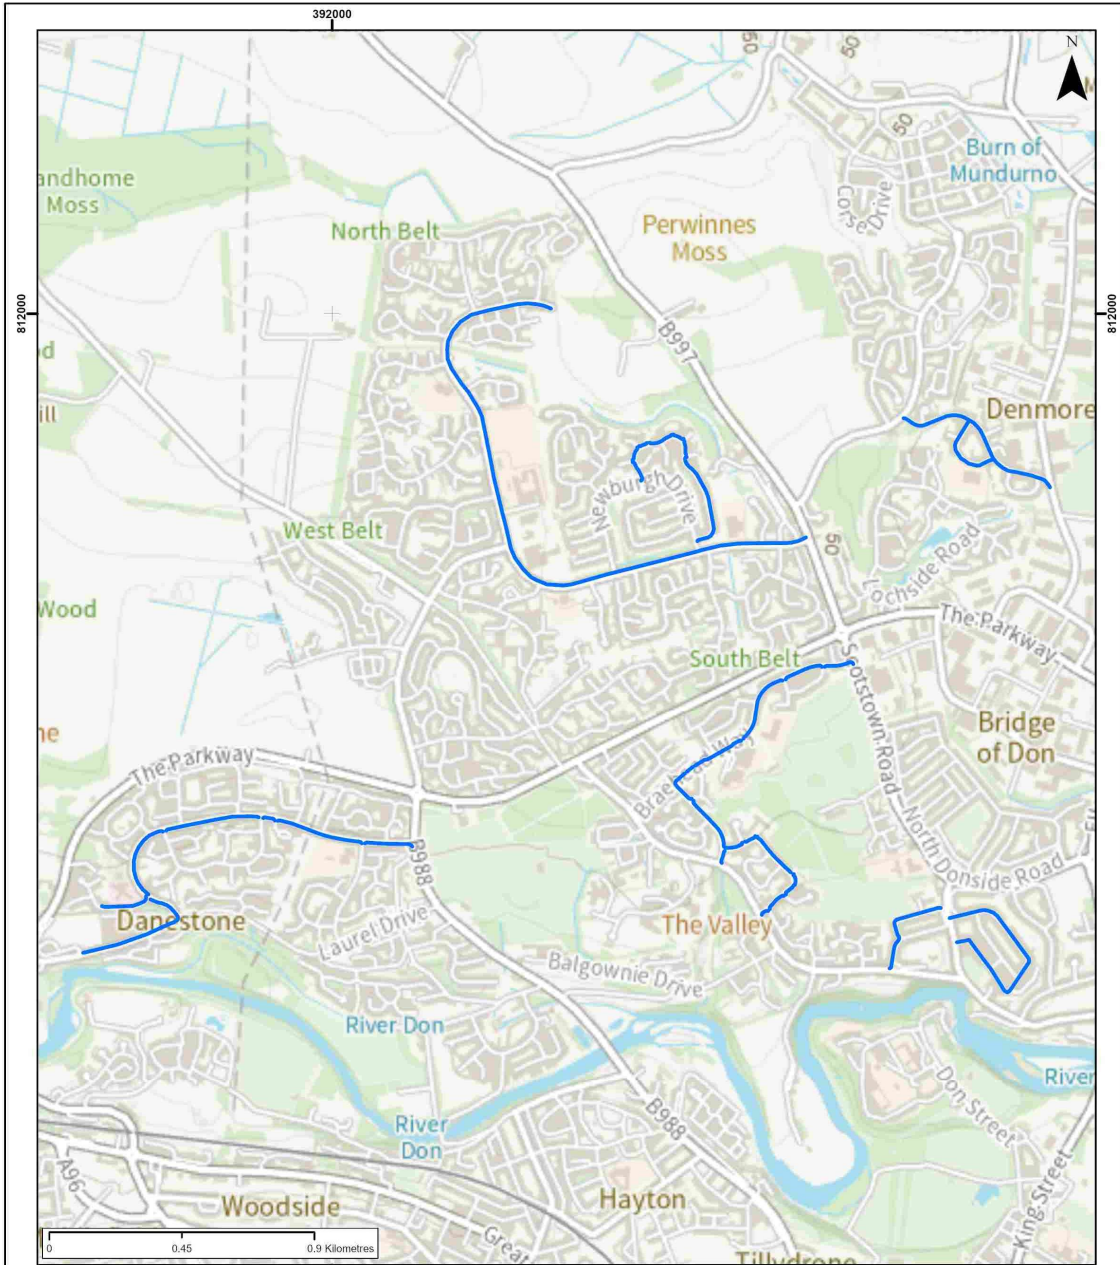 392000
N
50
50
50
andhome
Moss
Burn of
Mundurno
Corse Drive
North Belt
Perwinnes
Moss
812000
812000
B997
Denmore
ill
Newburgh Drive
West Belt
50
Lochside Road
Wood
The Parkway
South Belt
Scotstown Road
Bridge
of Don
The Parkway
Braehead Way
B988
North Donside Road
Danestone
Laurel Drive
The Valley
Balgownie Drive
River Don
River
Don Street
River
Don
B988
A96
Woodside
Hayton
King Street
Great
Tillydrone
0
0.45
0.9 Kilometres